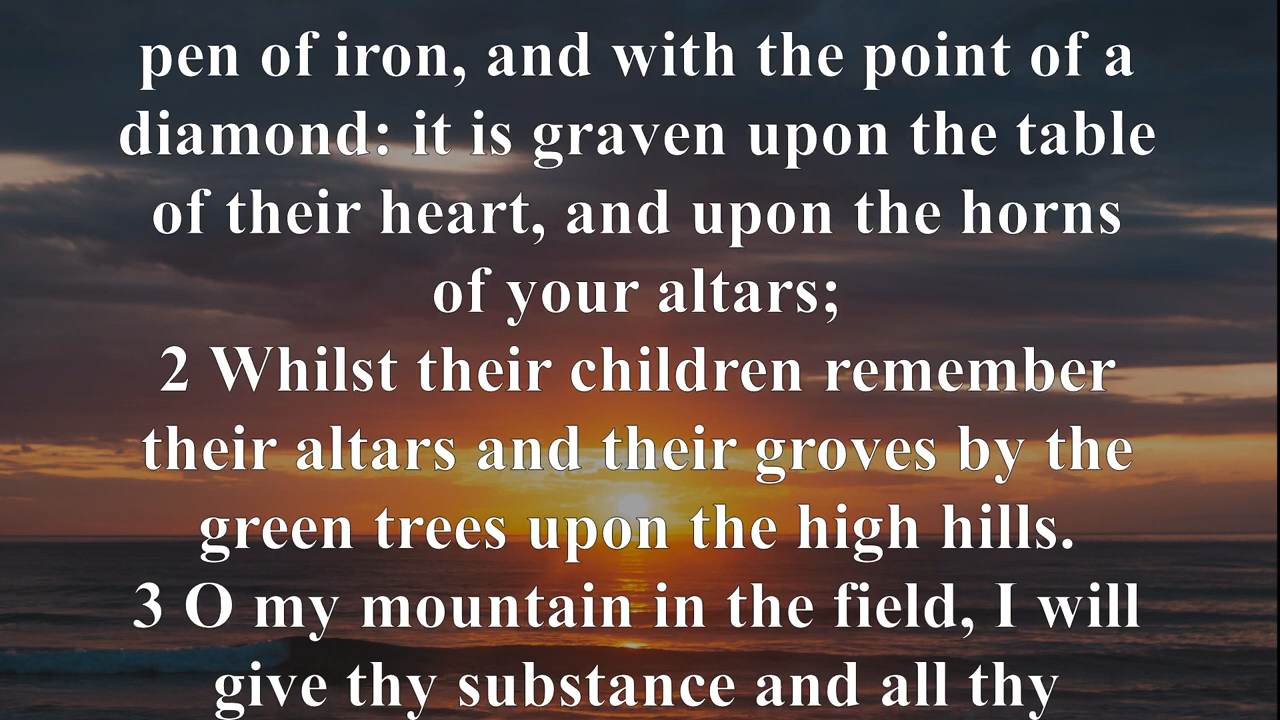 pen of iron, and with the point of a
diamond: it is graven upon the table
of their heart, and upon the horns
of your altars;
2 Whilst their children remember
their altars and their groves by the
green trees upon the high hills.
3 O my mountain in the field, I will
give thy substance and all thy